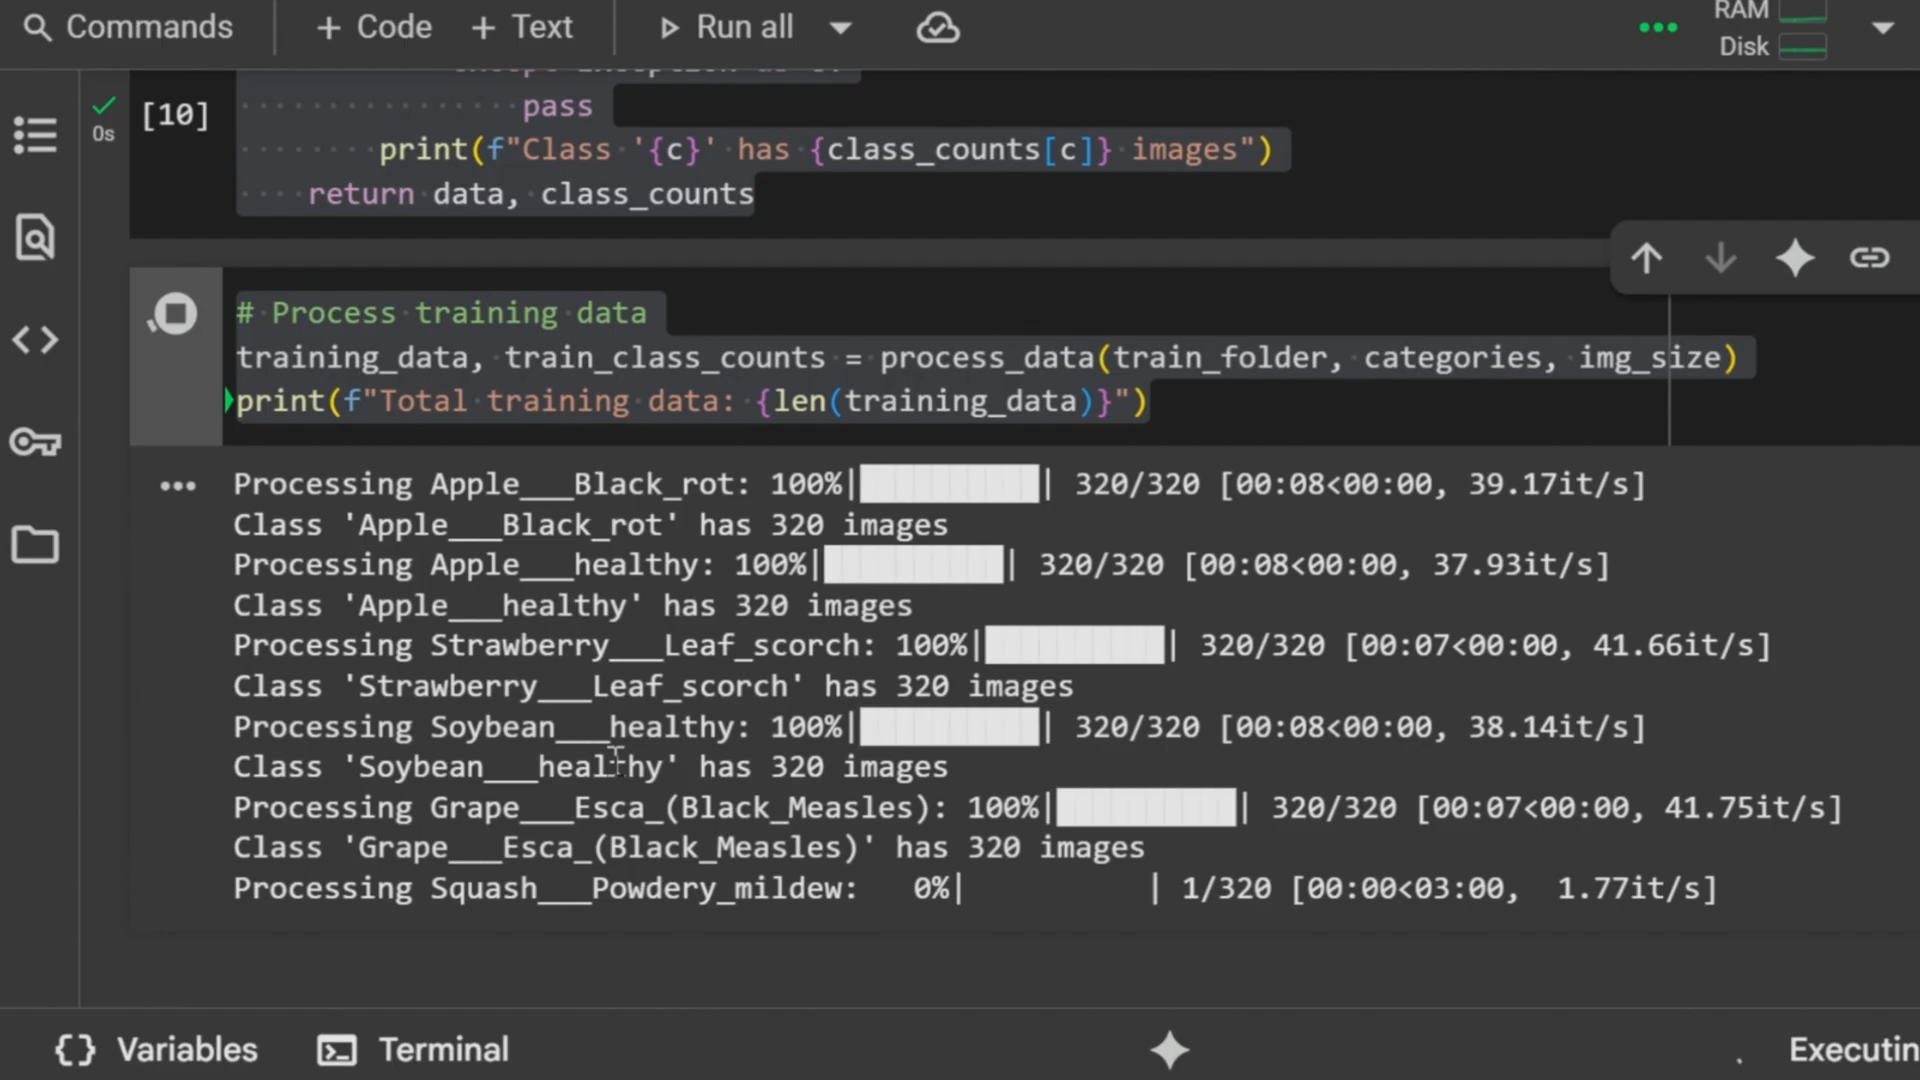 Commands + Code + Text Run all RAM
Disk
[10] pass
0s print(f"Class '{c}' has {class_counts[c]} images")
return data, class_counts
# Process training data
training_data, train_class_counts = process_data(train_folder, categories, img_size)
print(f"Total training data: {len(training_data)}")
Processing Apple___Black_rot: 100%|██████████| 320/320 [00:08<00:00, 39.17it/s]
Class 'Apple___Black_rot' has 320 images
Processing Apple___healthy: 100%|██████████| 320/320 [00:08<00:00, 37.93it/s]
Class 'Apple___healthy' has 320 images
Processing Strawberry___Leaf_scorch: 100%|██████████| 320/320 [00:07<00:00, 41.66it/s]
Class 'Strawberry___Leaf_scorch' has 320 images
Processing Soybean___healthy: 100%|██████████| 320/320 [00:08<00:00, 38.14it/s]
Class 'Soybean___healthy' has 320 images
Processing Grape___Esca_(Black_Measles): 100%|██████████| 320/320 [00:07<00:00, 41.75it/s]
Class 'Grape___Esca_(Black_Measles)' has 320 images
Processing Squash___Powdery_mildew: 0%| | 1/320 [00:00<03:00, 1.77it/s]
{} Variables Terminal Executin